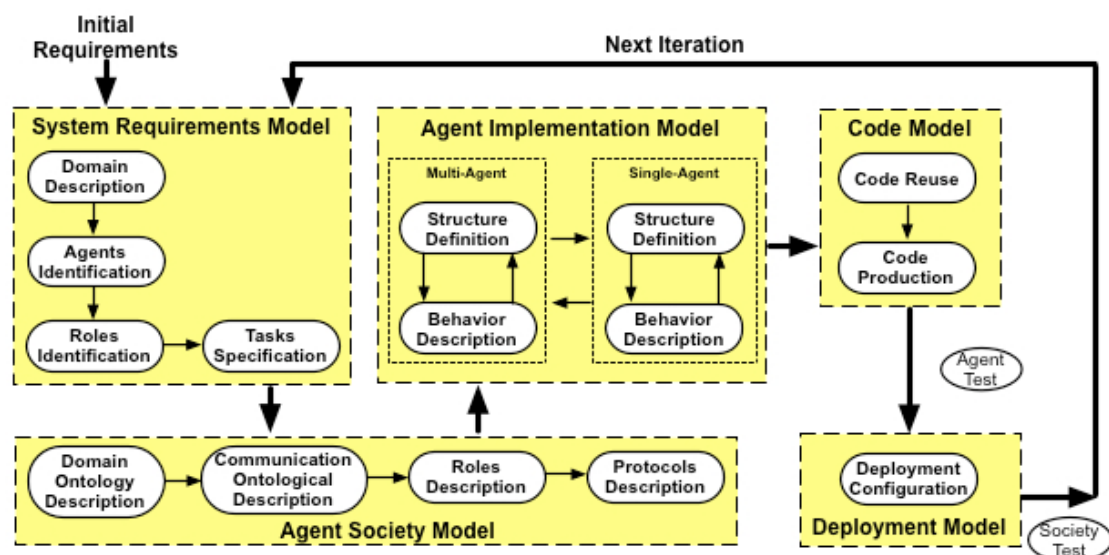 Initial
Requirements
Next Iteration
System Requirements Model
Domain
Description
Agents
Identification
Roles
Identification
Tasks
Specification
Agent Implementation Model
Multi-Agent
Structure
Definition
Behavior
Description
Single-Agent
Structure
Definition
Behavior
Description
Code Model
Code Reuse
Code
Production
Agent
Test
Domain
Ontology
Description
Communication
Ontological
Description
Roles
Description
Protocols
Description
Agent Society Model
Deployment
Configuration
Deployment Model
Society
Test